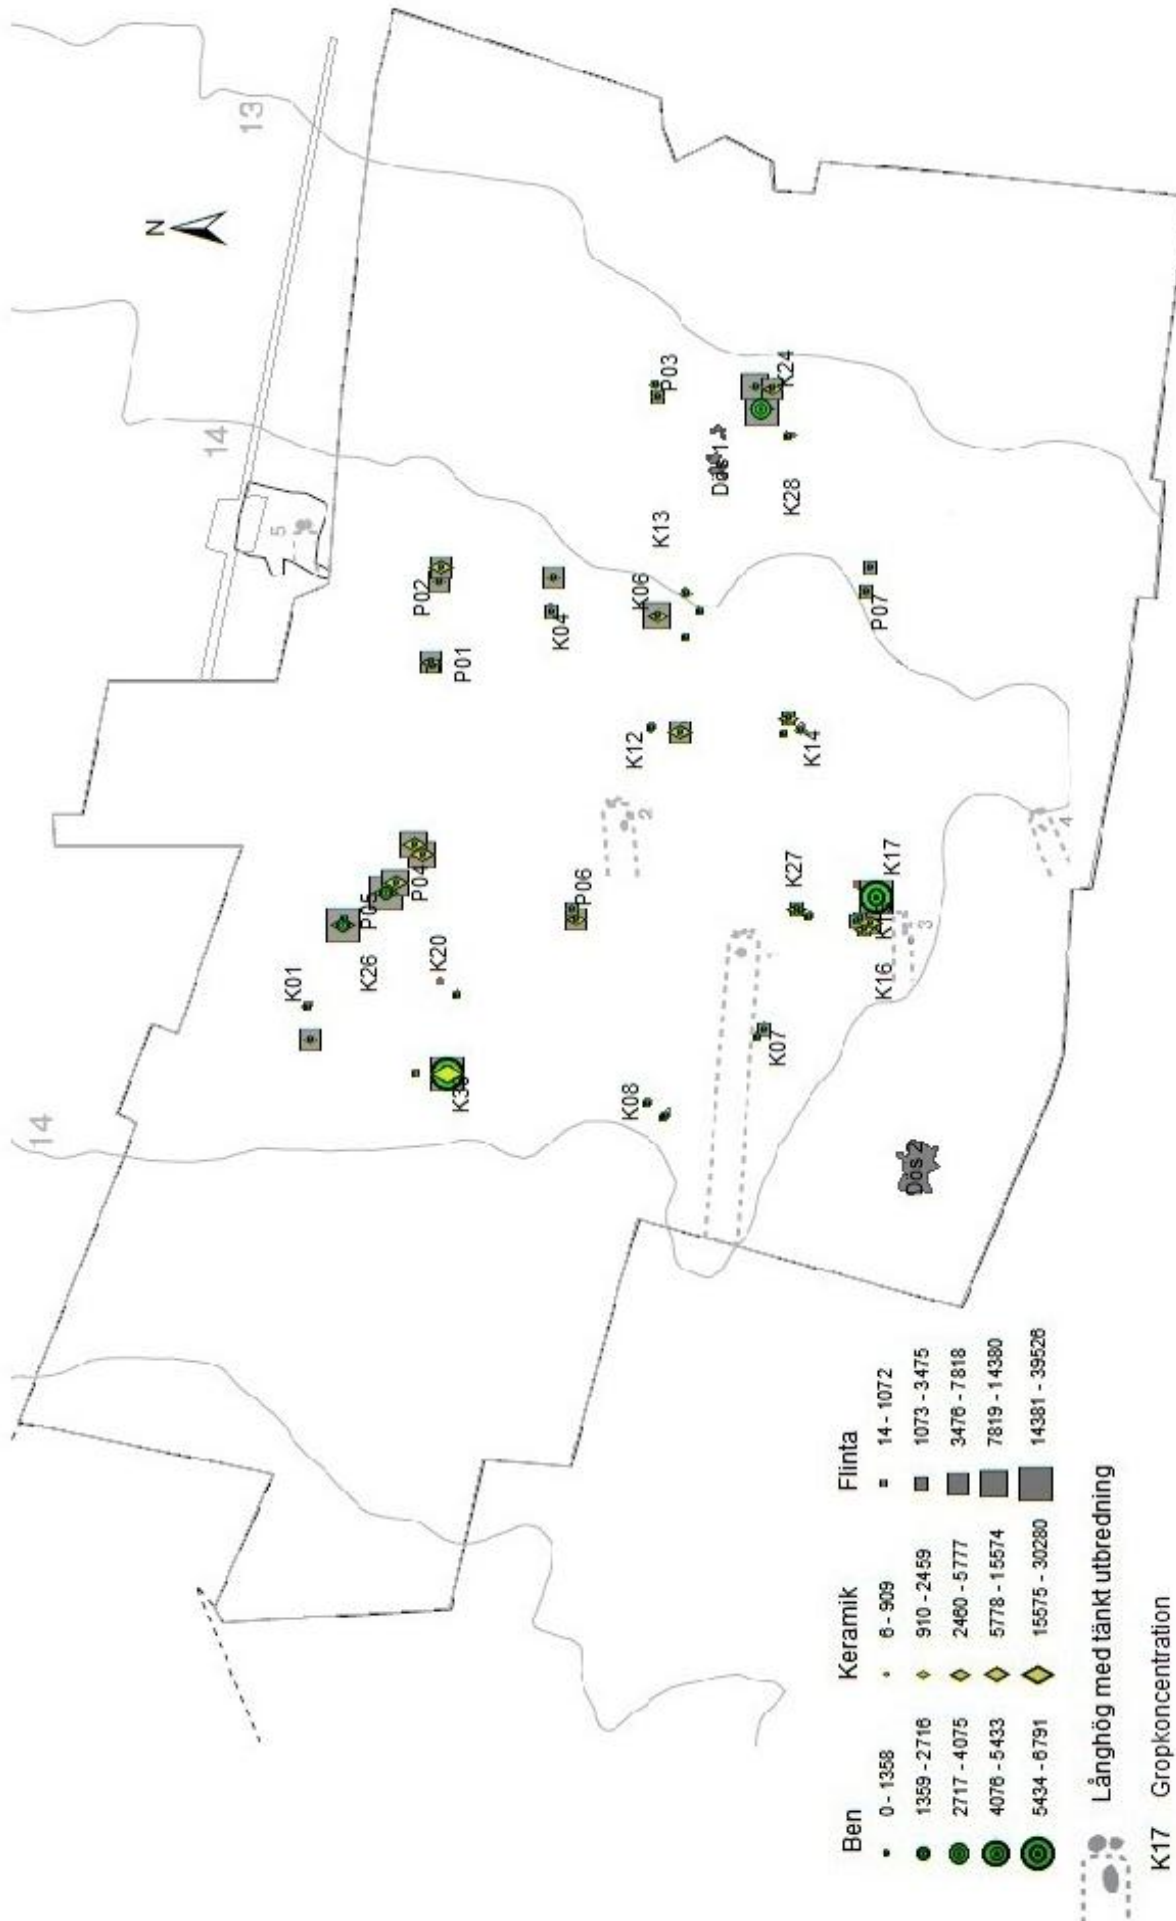 14
N
14
13
5
K01
K26
P05
P04
P02
K20
P01
K04
P06
K08
K12
K06
2
K13
P03
Dös 1
K07
K24
K28
K27
K14
P07
K16
K17
Dös 2
3
4
Ben Keramik Flinta
0 - 1358 6 - 909 14 - 1072
1359 - 2716 910 - 2459 1073 - 3475
2717 - 4075 2460 - 5777 3476 - 7818
4076 - 5433 5778 - 15574 7819 - 14380
5434 - 6791 15575 - 30280 14381 - 39526
Långhög med tänkt utbredning
K17 Gropkoncentration